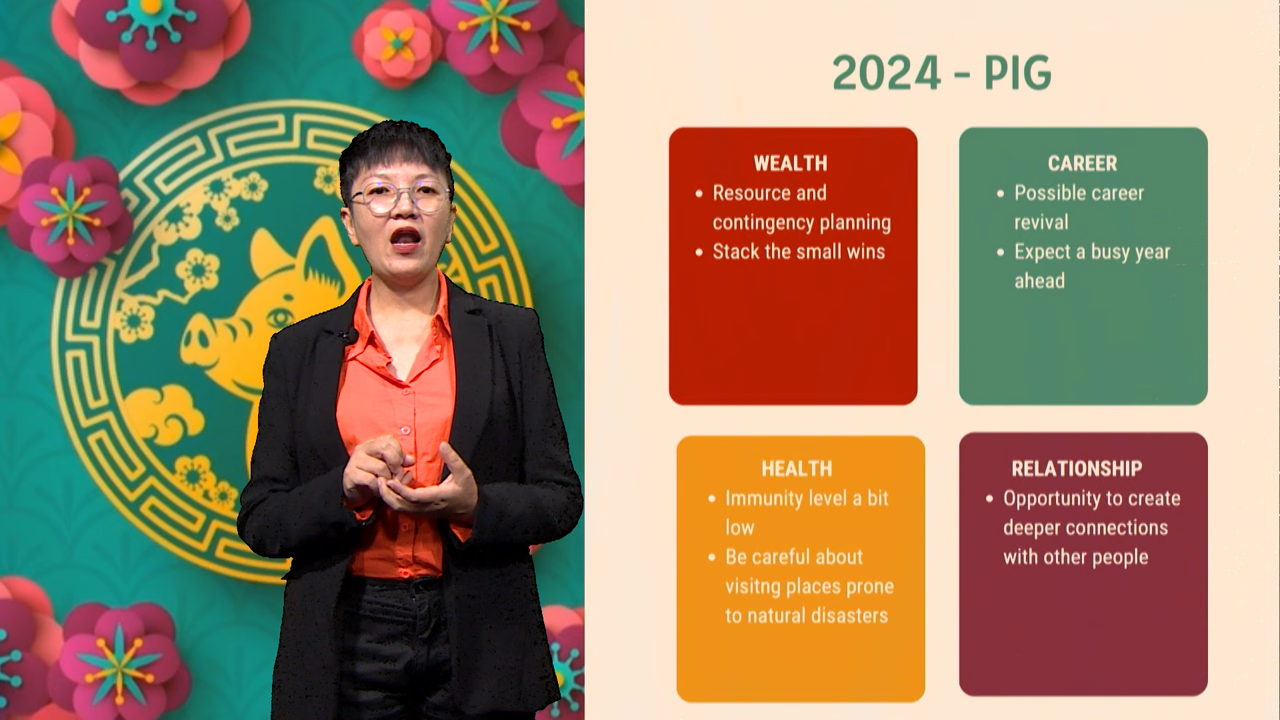 2024 - PIG
WEALTH
• Resource and
contingency planning
• Stack the small wins
CAREER
• Possible career
revival
• Expect a busy year
ahead
HEALTH
• Immunity level a bit
low
• Be careful about
visitng places prone
to natural disasters
RELATIONSHIP
• Opportunity to create
deeper connections
with other people